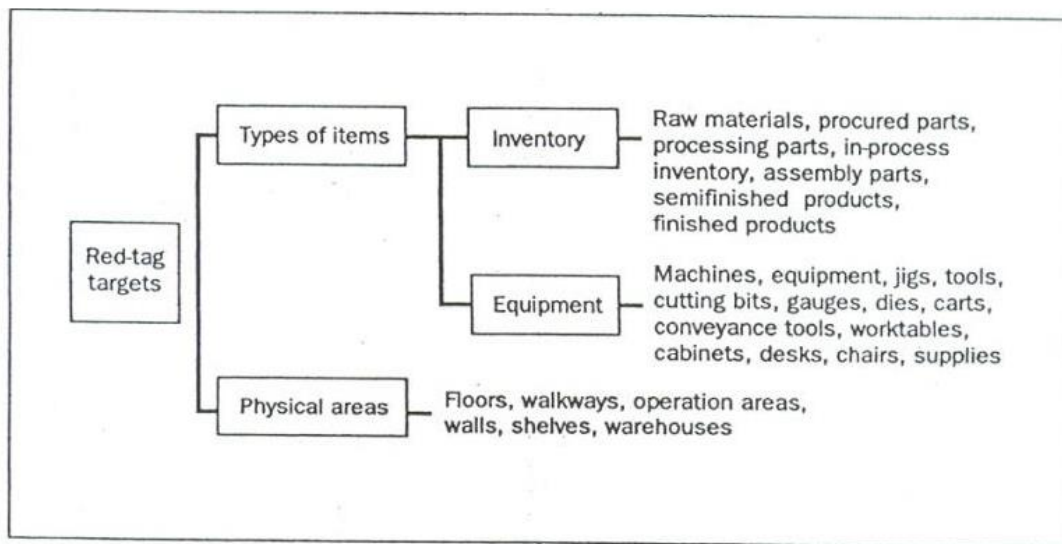 Red-tag
targets
Types of items
Inventory
Raw materials, procured parts,
processing parts, in-process
inventory, assembly parts,
semifinished products,
finished products
Equipment
Machines, equipment, jigs, tools,
cutting bits, gauges, dies, carts,
conveyance tools, worktables,
cabinets, desks, chairs, supplies
Physical areas
Floors, walkways, operation areas,
walls, shelves, warehouses